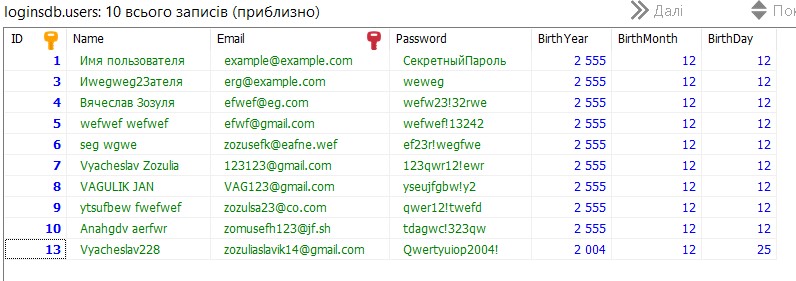 loginsdb.users: 10 всього записів (приблизно) Далі
ID Name Email Password BirthYear BirthMonth BirthDay
1 Имя пользователя example@example.com СекретныйПароль 2 555 12 12
3 Иwegweg23ателя erg@example.com weweg 2 555 12 12
4 Вячеслав Зозуля efwef@eg.com wefw23!32rwe 2 555 12 12
5 wefwef wefwef efwf@gmail.com wefwef!13242 2 555 12 12
6 seg wgwe zozusefk@eafne.wef ef23r!wegfwe 2 555 12 12
7 Vyacheslav Zozulia 123123@gmail.com 123qwr12!ewr 2 555 12 12
8 VAGULIK JAN VAG123@gmail.com yseujfgbw!y2 2 555 12 12
9 ytsufbew fwefwef zozulsa23@co.com qwer12!twefd 2 555 12 12
10 Anahgdv aerfwr zomusefh123@jf.sh tdagwc!323qw 2 555 12 12
13 Vyacheslav228 zozuliaslavik14@gmail.com Qwertyuiop2004! 2 004 12 25